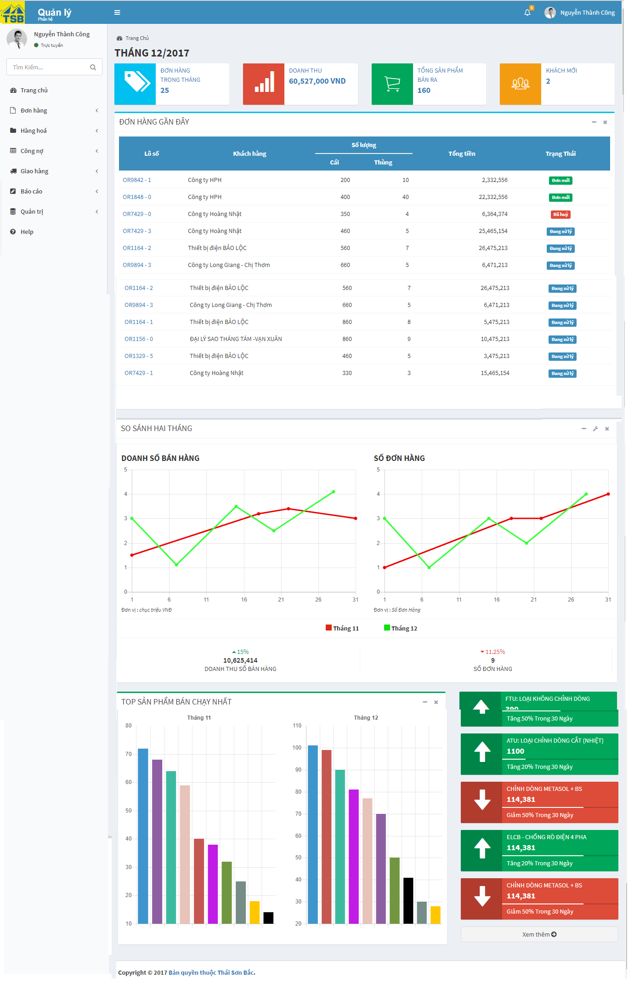 TSB
Quản lý
Phân hệ
5
Nguyễn Thành Công
Nguyễn Thành Công
Trực tuyến
Tìm Kiếm...
Trang chủ
Đơn hàng
Hàng hoá
Công nợ
Giao hàng
Báo cáo
Quản trị
Help
Trang Chủ
THÁNG 12/2017
ĐƠN HÀNG
TRONG THÁNG
25
DOANH THU
60,527,000 VND
TỔNG SẢN PHẨM
BÁN RA
160
KHÁCH MỚI
2
ĐƠN HÀNG GẦN ĐÂY
Lô số Khách hàng Số lượng Tổng tiền Trạng Thái
Cái Thùng
OR9842 - 1 Công ty HPH 200 10 2,332,556 Đơn mới
OR1848 - 0 Công ty HPH 400 40 22,332,556 Đơn mới
OR7429 - 0 Công ty Hoàng Nhật 350 4 6,364,374 Đã huỷ
OR7429 - 3 Công ty Hoàng Nhật 460 5 25,465,154 Đang xử lý
OR1164 - 2 Thiết bị điện BẢO LỘC 560 7 26,475,213 Đang xử lý
OR9894 - 3 Công ty Long Giang - Chị Thơm 660 5 6,471,213 Đang xử lý
OR1164 - 2 Thiết bị điện BẢO LỘC 560 7 26,475,213 Đang xử lý
OR9894 - 3 Công ty Long Giang - Chị Thơm 660 5 6,471,213 Đang xử lý
OR1164 - 1 Thiết bị điện BẢO LỘC 860 8 5,475,213 Đang xử lý
OR1156 - 0 ĐẠI LÝ SAO THÁNG TÁM -VẠN XUÂN 860 9 10,475,213 Đang xử lý
OR1329 - 5 Thiết bị điện BẢO LỘC 460 5 3,475,213 Đang xử lý
OR7429 - 1 Công ty Hoàng Nhật 330 3 15,465,154 Đang xử lý
SO SÁNH HAI THÁNG
DOANH SỐ BÁN HÀNG
5
4
3
2
1
0
1 6 11 16 21 26 31
Đơn vị : chục triệu VNĐ
SỐ ĐƠN HÀNG
5
4
3
2
1
0
1 6 11 16 21 26 31
Đơn vị : Số Đơn Hàng
Tháng 11 Tháng 12
15%
10,625,414
DOANH THU SỐ BÁN HÀNG
11.25%
9
SỐ ĐƠN HÀNG
TOP SẢN PHẨM BÁN CHẠY NHẤT
Tháng 11
80
70
60
50
40
30
20
10
Tháng 12
110
100
90
80
70
60
50
40
30
20
FTU: LOẠI KHÔNG CHỈNH DÒNG
390
Tăng 50% Trong 30 Ngày
ATU: LOẠI CHỈNH DÒNG CẮT (NHIỆT)
1100
Tăng 20% Trong 30 Ngày
CHỈNH DÒNG METASOL + BS
114,381
Giảm 50% Trong 30 Ngày
ELCB - CHỐNG RÒ ĐIỆN 4 PHA
114,381
Tăng 20% Trong 30 Ngày
CHỈNH DÒNG METASOL + BS
114,381
Giảm 50% Trong 30 Ngày
Xem thêm
Copyright © 2017 Bản quyền thuộc Thái Sơn Bắc.